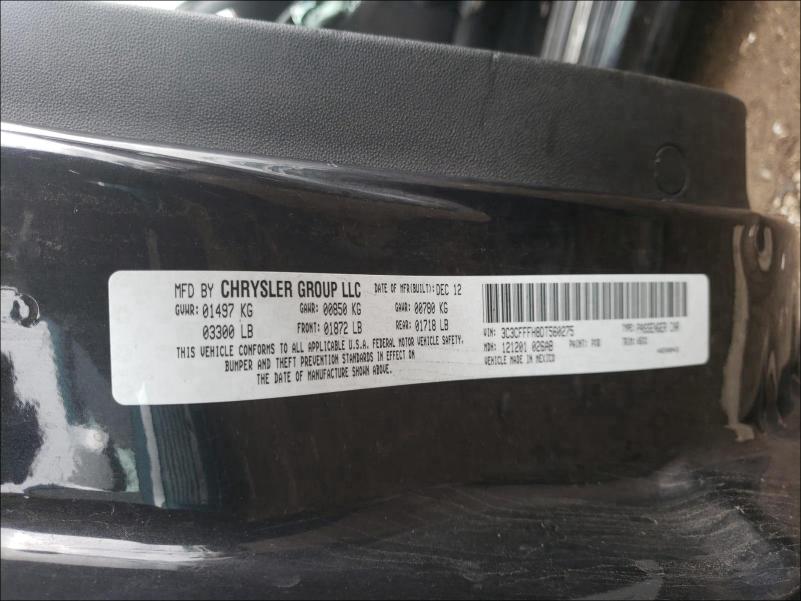 MFD BY CHRYSLER GROUP LLC DATE OF MFR(BUILT): DEC 12
GVWR: 01497 KG GAWR: 00850 KG GAWR: 00780 KG
03300 LB FRONT: 01872 LB REAR: 01718 LB
THIS VEHICLE CONFORMS TO ALL APPLICABLE U.S.A. FEDERAL MOTOR VEHICLE SAFETY,
BUMPER AND THEFT PREVENTION STANDARDS IN EFFECT ON
THE DATE OF MANUFACTURE SHOWN ABOVE.
VIN: 3C3CFFFH8DT560275 TYPE: PASSENGER CAR
MDH: 121201 026AB PAINT: TRIM:
VEHICLE MADE IN MEXICO